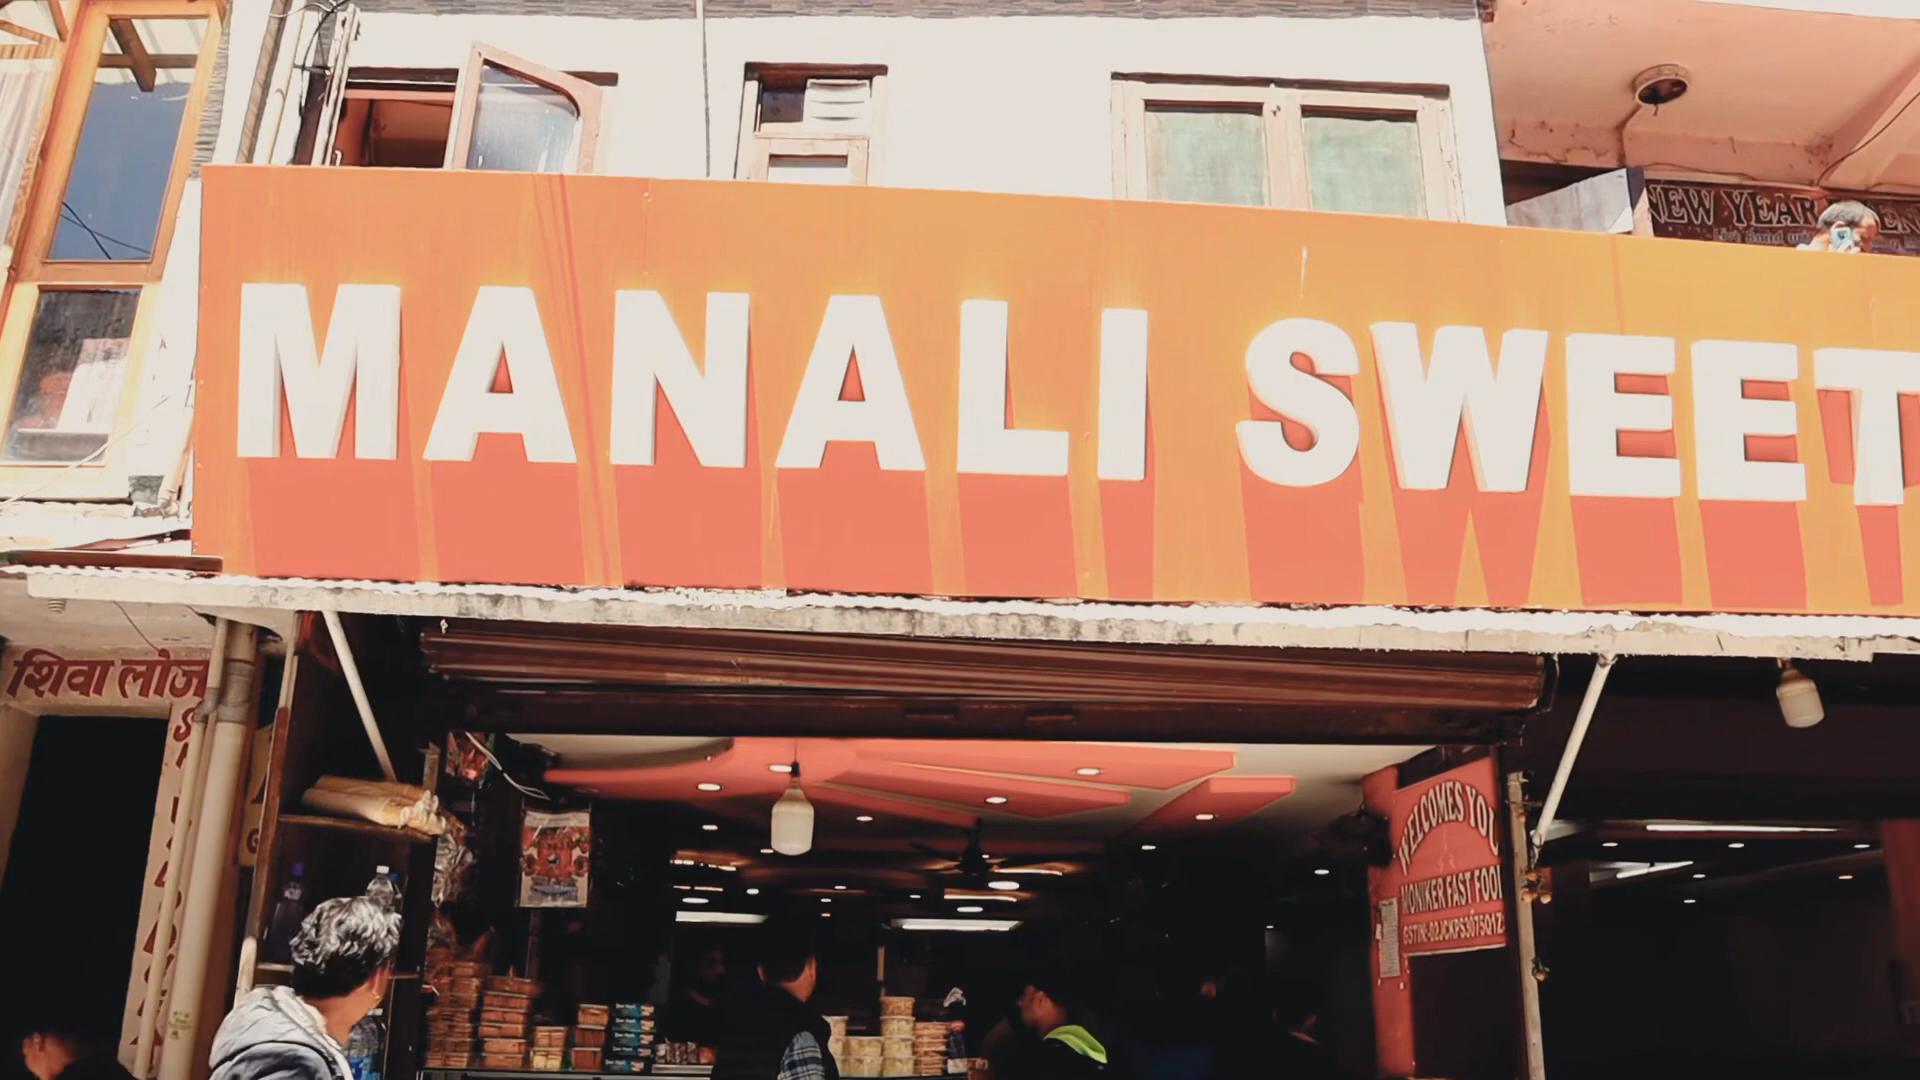 NEW YEAR
MANALI SWEET
शिवा लोज
WELCOMES YOU
MONIKER FAST FOO